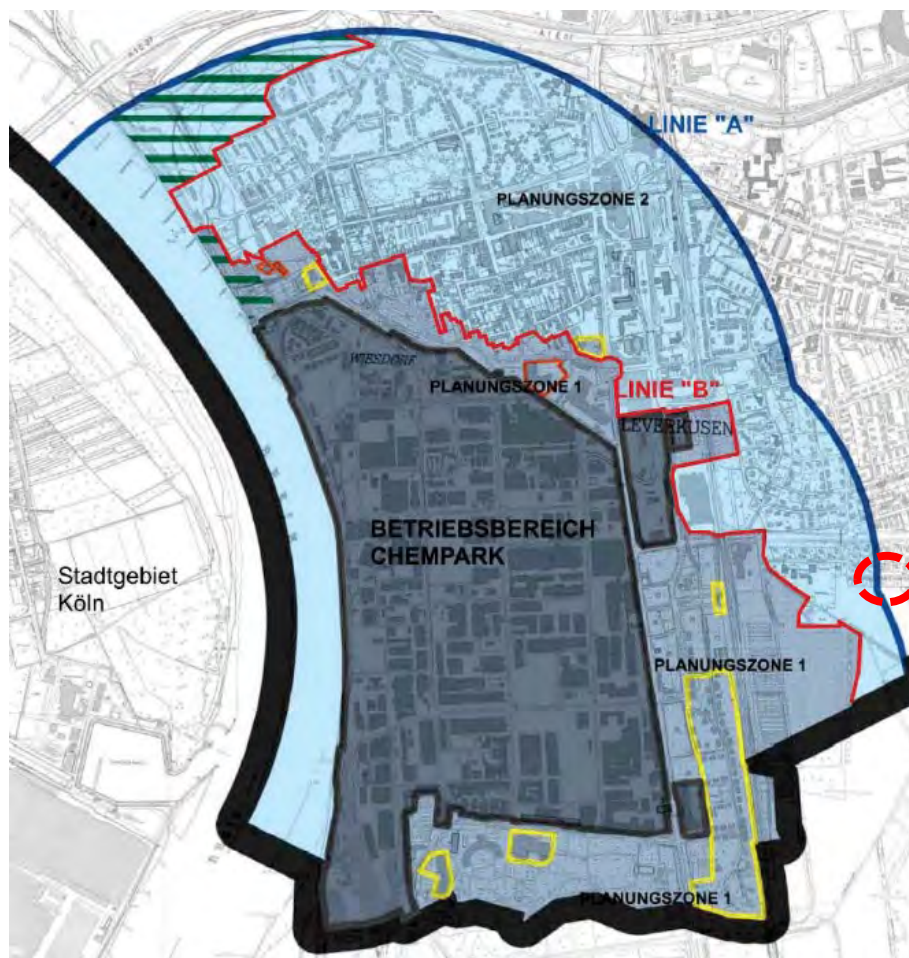 LINIE "A"
PLANUNGSZONE 2
WIESDORF
PLANUNGSZONE 1
LINIE "B"
LEVERKUSEN
BETRIEBSBEREICH
CHEMPARK
Stadtgebiet
Köln
PLANUNGSZONE 1
PLANUNGSZONE 1